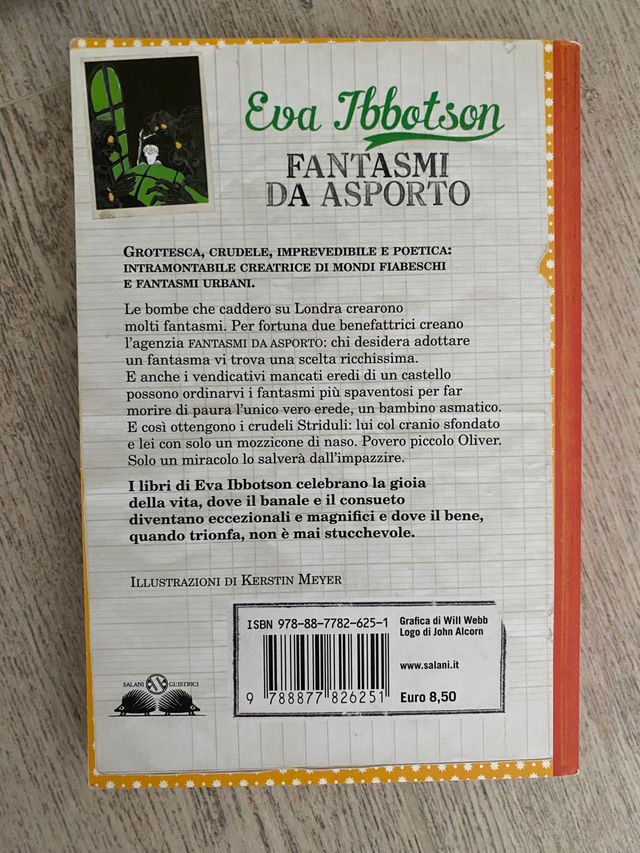 Eva Ibbotson
FANTASMI
DA ASPORTO
GROTTESCA, CRUDELE, IMPREVEDIBILE E POETICA:
INTRAMONTABILE CREATRICE DI MONDI FIABESCHI
E FANTASMI URBANI.
Le bombe che caddero su Londra crearono
molti fantasmi. Per fortuna due benefattrici creano
l'agenzia FANTASMI DA ASPORTO: chi desidera adottare
un fantasma vi trova una scelta ricchissima.
E anche i vendicativi mancati eredi di un castello
possono ordinarvi i fantasmi più spaventosi per far
morire di paura l'unico vero erede, un bambino asmatico.
E così ottengono i crudeli Striduli: lui col cranio sfondato
e lei con solo un mozzicone di naso. Povero piccolo Oliver.
Solo un miracolo lo salverà dall'impazzire.
I libri di Eva Ibbotson celebrano la gioia
della vita, dove il banale e il consueto
diventano eccezionali e magnifici e dove il bene,
quando trionfa, non è mai stucchevole.
ILLUSTRAZIONI DI KERSTIN MEYER
SALANI GL'ISTRICI
ISBN 978-88-7782-625-1
9 788877 826251
Grafica di Will Webb
Logo di John Alcorn
www.salani.it
Euro 8,50